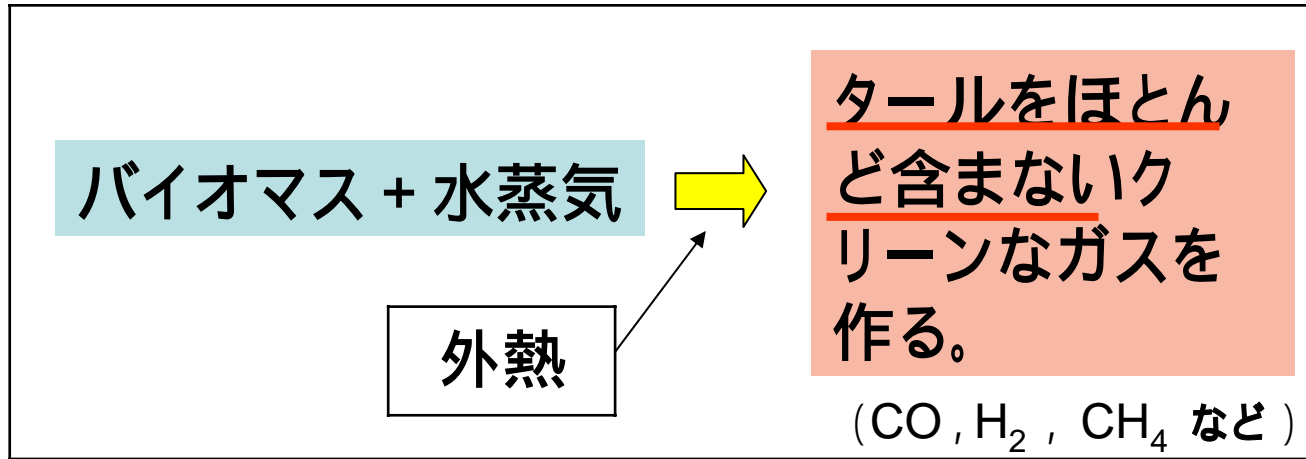 バイオマス + 水蒸気
外熱
タールをほとん
ど含まないク
リーンなガスを
作る。
(CO , H₂ , CH₄ など)